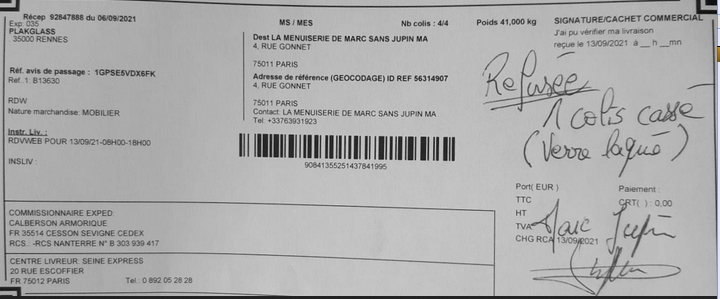 Récep 92847888 du 06/09/2021
Exp: 035
PLAKGLASS
35000 RENNES
Réf. avis de passage : 1GPSE5VDX6FK
Ref. 1: B13630
RDW
Nature marchandise: MOBILIER
Instr. Liv. :
RDVWEB POUR 13/09/21-08H00-18H00
INSLIV :
MS / MES
Nb colis : 4/4
Poids 41,000 kg
Dest LA MENUISERIE DE MARC SANS JUPIN MA
4, RUE GONNET
75011 PARIS
Adresse de référence (GEOCODAGE) ID REF 56314907
4, RUE GONNET
75011 PARIS
Contact: LA MENUISERIE DE MARC SANS JUPIN MA
Tel: +33763931923
90841355251437841995
SIGNATURE/CACHET COMMERCIAL
J'ai pu vérifier ma livraison
reçue le 13/09/2021 à __ h __mn
Refusée
1 colis cassé
(Verre laqué)
Port( EUR )
Paiement :
TTC
CRT( ) : 0,00
HT
TVA
CHG RCA 13/09/2021
Marc Jupin
COMMISSIONNAIRE EXPED:
CALBERSON ARMORIQUE
FR 35514 CESSON SEVIGNE CEDEX
RCS.: -RCS NANTERRE N° B 303 939 417
CENTRE LIVREUR: SEINE EXPRESS
20 RUE ESCOFFIER
FR 75012 PARIS
Tel.: 0 892 05 28 28